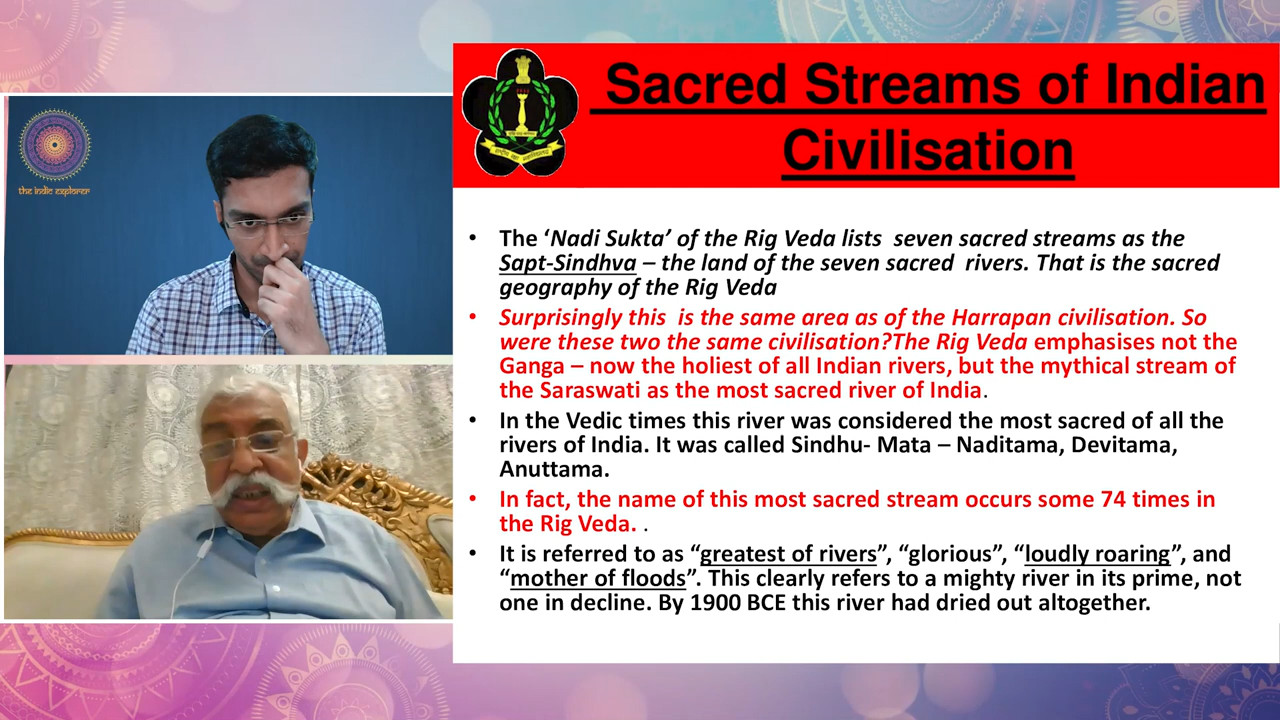 the indic explorer
Sacred Streams of Indian
Civilisation
• The ‘Nadi Sukta’ of the Rig Veda lists seven sacred streams as the
Sapt-Sindhva – the land of the seven sacred rivers. That is the sacred
geography of the Rig Veda
• Surprisingly this is the same area as of the Harrapan civilisation. So
were these two the same civilisation?The Rig Veda emphasises not the
Ganga – now the holiest of all Indian rivers, but the mythical stream of
the Saraswati as the most sacred river of India.
• In the Vedic times this river was considered the most sacred of all the
rivers of India. It was called Sindhu- Mata – Naditama, Devitama,
Anuttama.
• In fact, the name of this most sacred stream occurs some 74 times in
the Rig Veda. .
• It is referred to as “greatest of rivers”, “glorious”, “loudly roaring”, and
“mother of floods”. This clearly refers to a mighty river in its prime, not
one in decline. By 1900 BCE this river had dried out altogether.